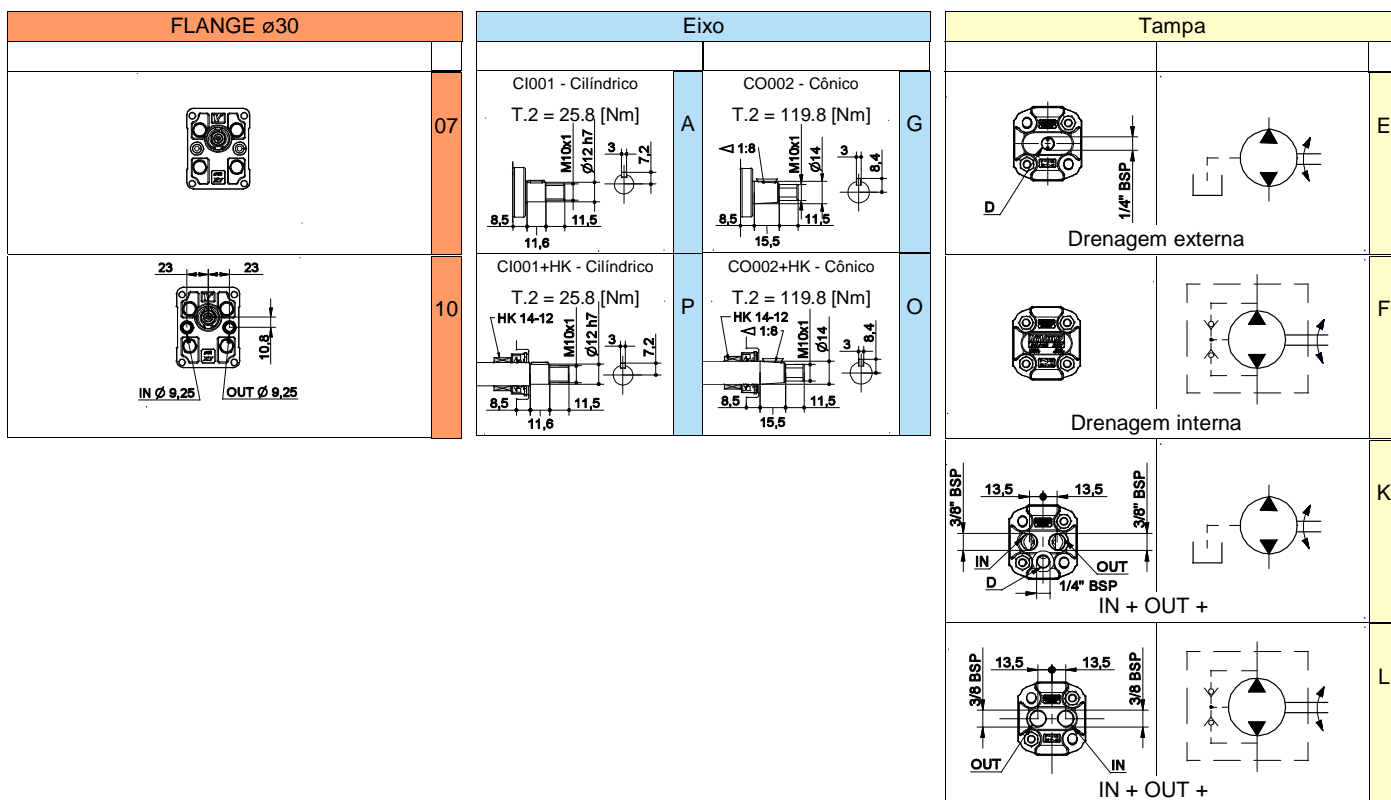 FLANGE ø30
07
23 23
10,8
IN Ø 9,25 OUT Ø 9,25
10
Eixo
CI001 - Cilíndrico
T.2 = 25.8 [Nm]
A
M10x1
Ø12 h7
3
7,2
8,5 11,5
11,6
CO002 - Cônico
T.2 = 119.8 [Nm]
G
1:8
M10x1
Ø14
3
8,4
8,5 11,5
15,5
CI001+HK - Cilíndrico
T.2 = 25.8 [Nm]
P
HK 14-12
M10x1
Ø12 h7
3
7,2
8,5 11,5
11,6
CO002+HK - Cônico
T.2 = 119.8 [Nm]
O
HK 14-12
1:8
M10x1
Ø14
3
8,4
8,5 11,5
15,5
Tampa
E
D
1/4" BSP
Drenagem externa
F
Drenagem interna
K
3/8" BSP
13,5 13,5
3/8" BSP
IN
OUT
D
1/4" BSP
IN + OUT +
L
3/8 BSP
13,5 13,5
3/8 BSP
OUT IN
IN + OUT +